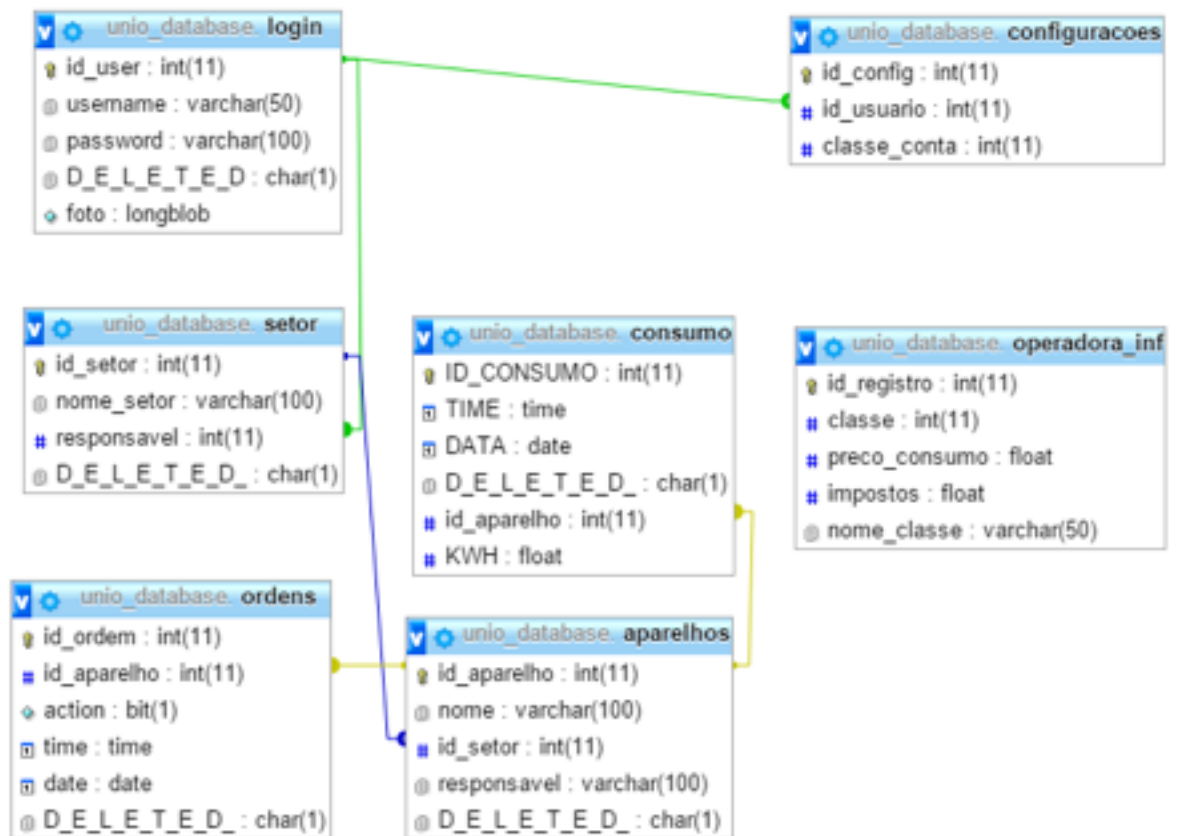 unio_database. login
id_user : int(11)
username : varchar(50)
password : varchar(100)
D_E_L_E_T_E_D : char(1)
foto : longblob
unio_database. configuracoes
id_config : int(11)
id_usuario : int(11)
classe_conta : int(11)
unio_database. setor
id_setor : int(11)
nome_setor : varchar(100)
responsavel : int(11)
D_E_L_E_T_E_D_ : char(1)
unio_database. consumo
ID_CONSUMO : int(11)
TIME : time
DATA : date
D_E_L_E_T_E_D_ : char(1)
id_aparelho : int(11)
KWH : float
unio_database. operadora_inf
id_registro : int(11)
classe : int(11)
preco_consumo : float
impostos : float
nome_classe : varchar(50)
unio_database. ordens
id_ordem : int(11)
id_aparelho : int(11)
action : bit(1)
time : time
date : date
D_E_L_E_T_E_D_ : char(1)
unio_database. aparelhos
id_aparelho : int(11)
nome : varchar(100)
id_setor : int(11)
responsavel : varchar(100)
D_E_L_E_T_E_D_ : char(1)